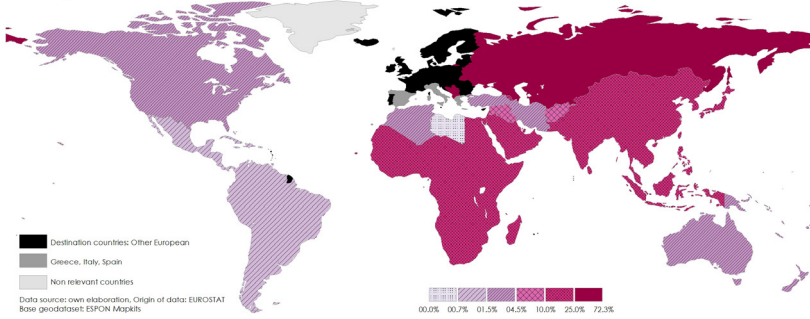 Destination countries: Other European
Greece, Italy, Spain
Non relevant countries
Data source: own elaboration, Origin of data: EUROSTAT
Base geodataset: ESPON Mapkits
00.0% 00.7% 01.5% 04.5% 10.0% 25.0% 72.3%